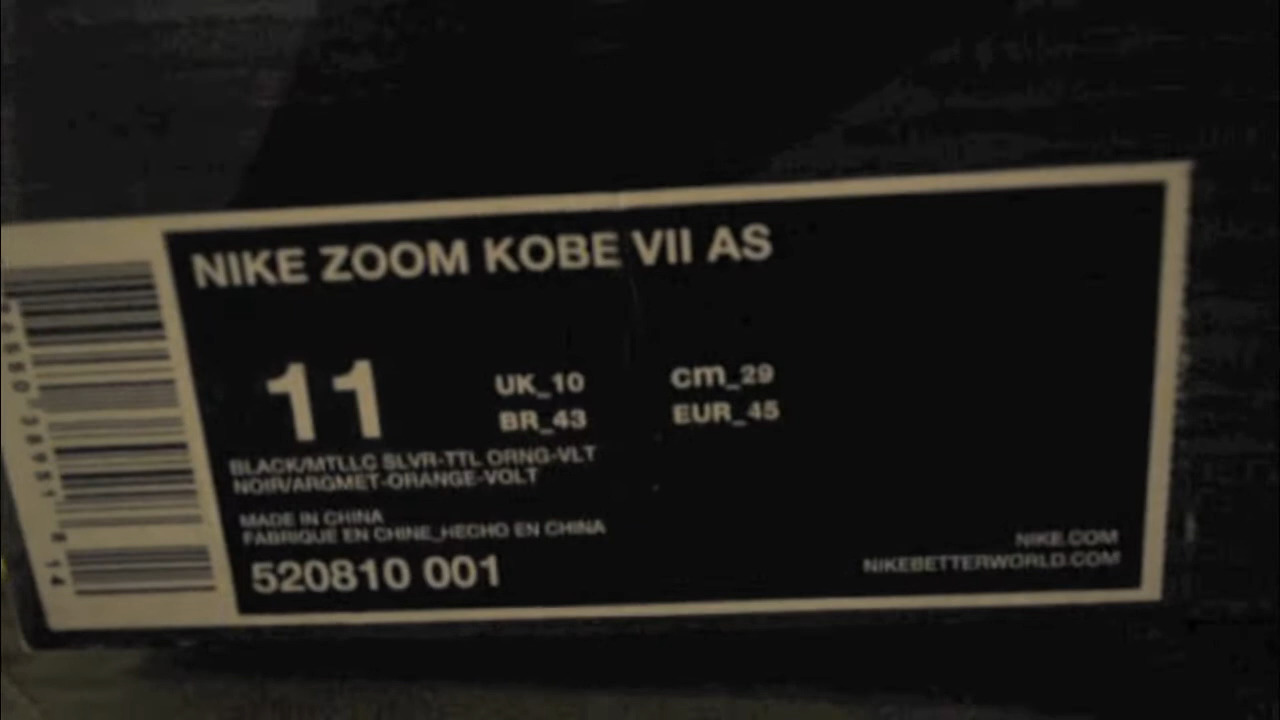 NIKE ZOOM KOBE VII AS
11
UK_10
cm_29
BR_43
EUR_45
BLACK/MTLLC SLVR-TTL ORNG-VLT
NOIR/ARGMET-ORANGE-VOLT
MADE IN CHINA
FABRIQUE EN CHINE_HECHO EN CHINA
520810 001
NIKE.COM
NIKEBETTERWORLD.COM